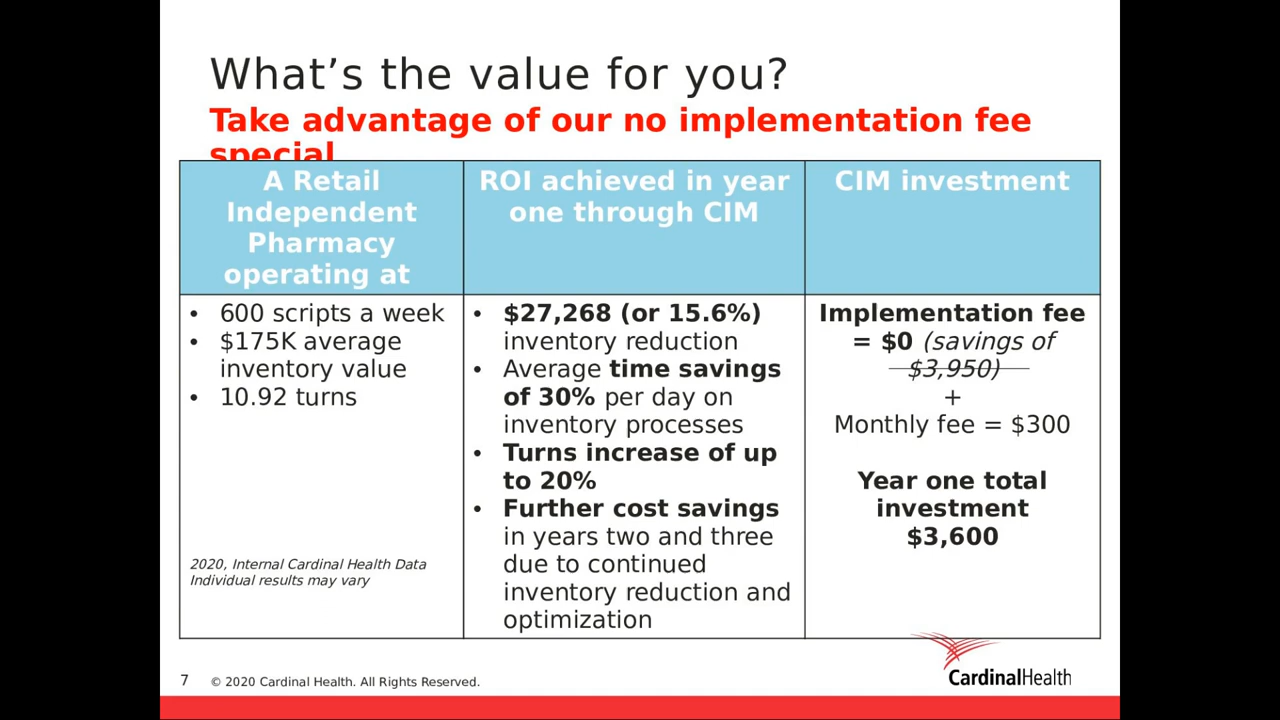 What’s the value for you?
Take advantage of our no implementation fee
special
A Retail
Independent
Pharmacy
operating at
ROI achieved in year
one through CIM
CIM investment
• 600 scripts a week
• $175K average
inventory value
• 10.92 turns
2020, Internal Cardinal Health Data
Individual results may vary
• $27,268 (or 15.6%)
inventory reduction
• Average time savings
of 30% per day on
inventory processes
• Turns increase of up
to 20%
• Further cost savings
in years two and three
due to continued
inventory reduction and
optimization
Implementation fee
= $0 (savings of
$3,950)
+
Monthly fee = $300
Year one total
investment
$3,600
7 © 2020 Cardinal Health. All Rights Reserved.
CardinalHealth